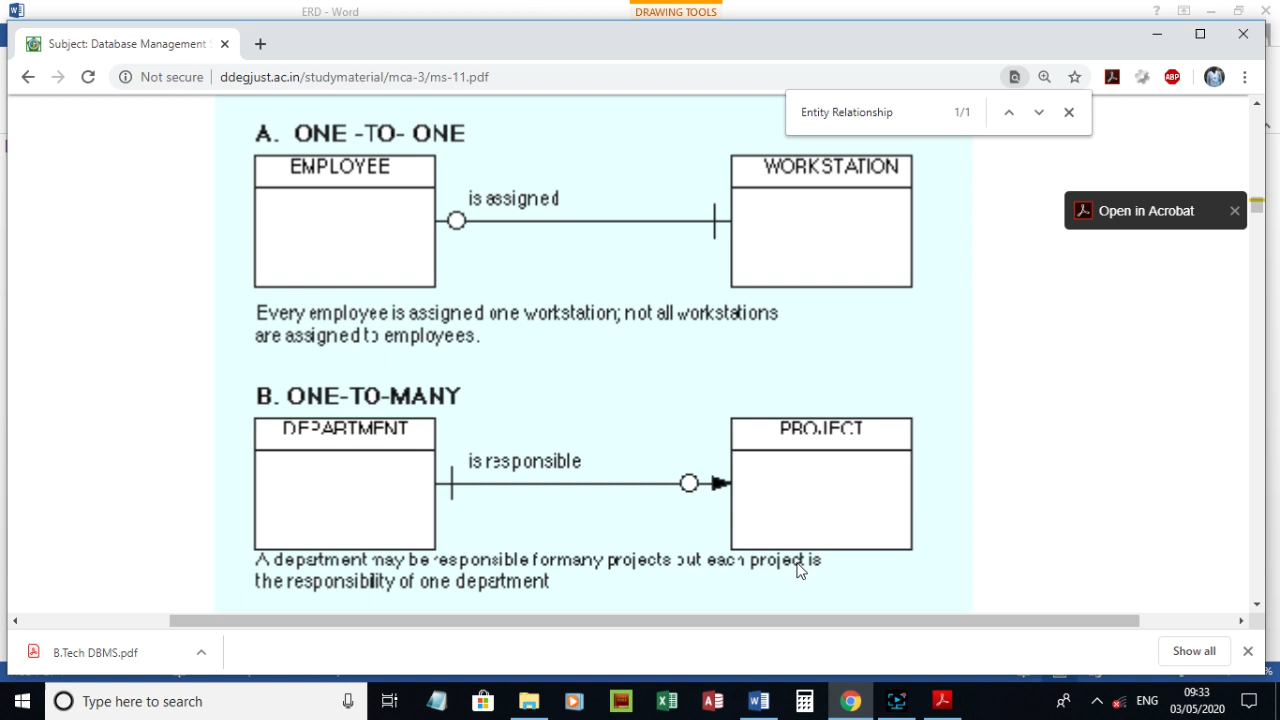 ERD - Word
DRAWING TOOLS
Subject: Database Management S
Not secure
ddegjust.ac.in/studymaterial/mca-3/ms-11.pdf
ABP
Entity Relationship
1/1
Open in Acrobat
A. ONE -TO- ONE
EMPLOYEE
WORKSTATION
is assigned
Every employee is assigned one workstation; not all workstations
are assigned to employees.
B. ONE-TO-MANY
DEPARTMENT
PROJECT
is responsible
A department may be responsible for many projects but each project is
the responsibility of one department
B.Tech DBMS.pdf
Show all
Type here to search
ENG
09:33
03/05/2020